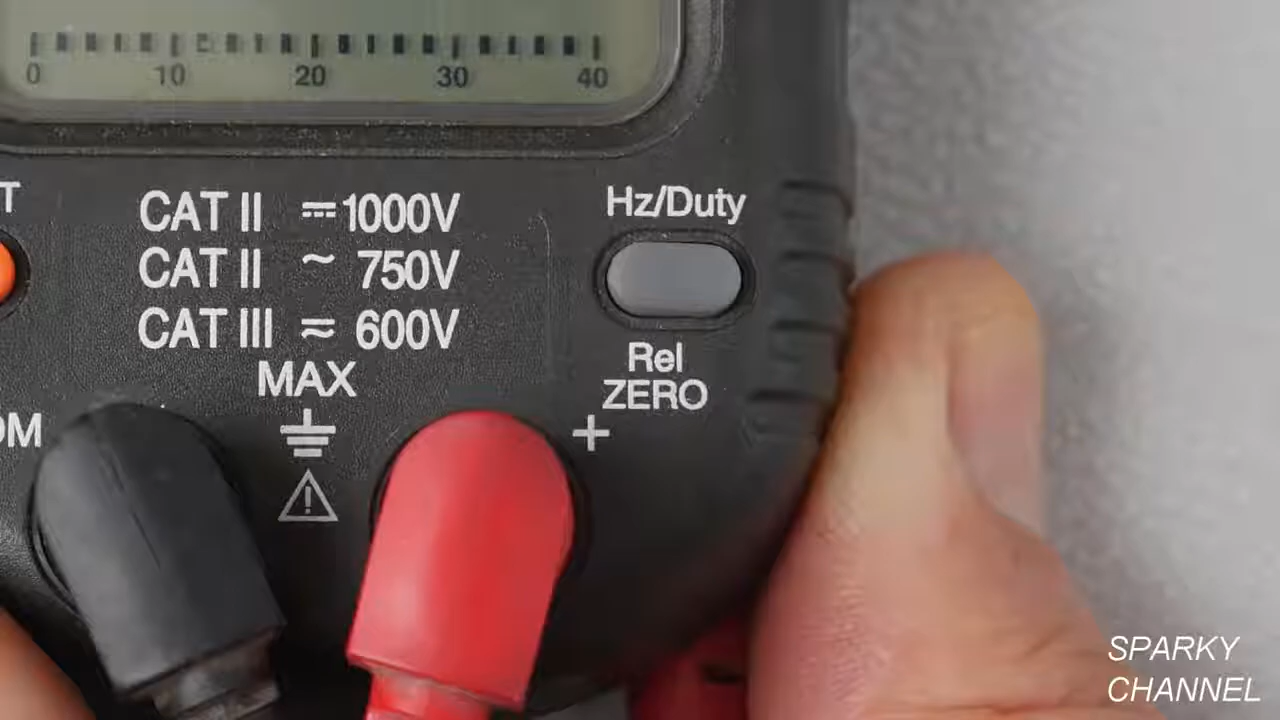 0 10 20 30 40
T
CAT II ⎓1000V
CAT II ~ 750V
CAT III ≂ 600V
MAX
Hz/Duty
Rel
ZERO
OM
+
SPARKY
CHANNEL